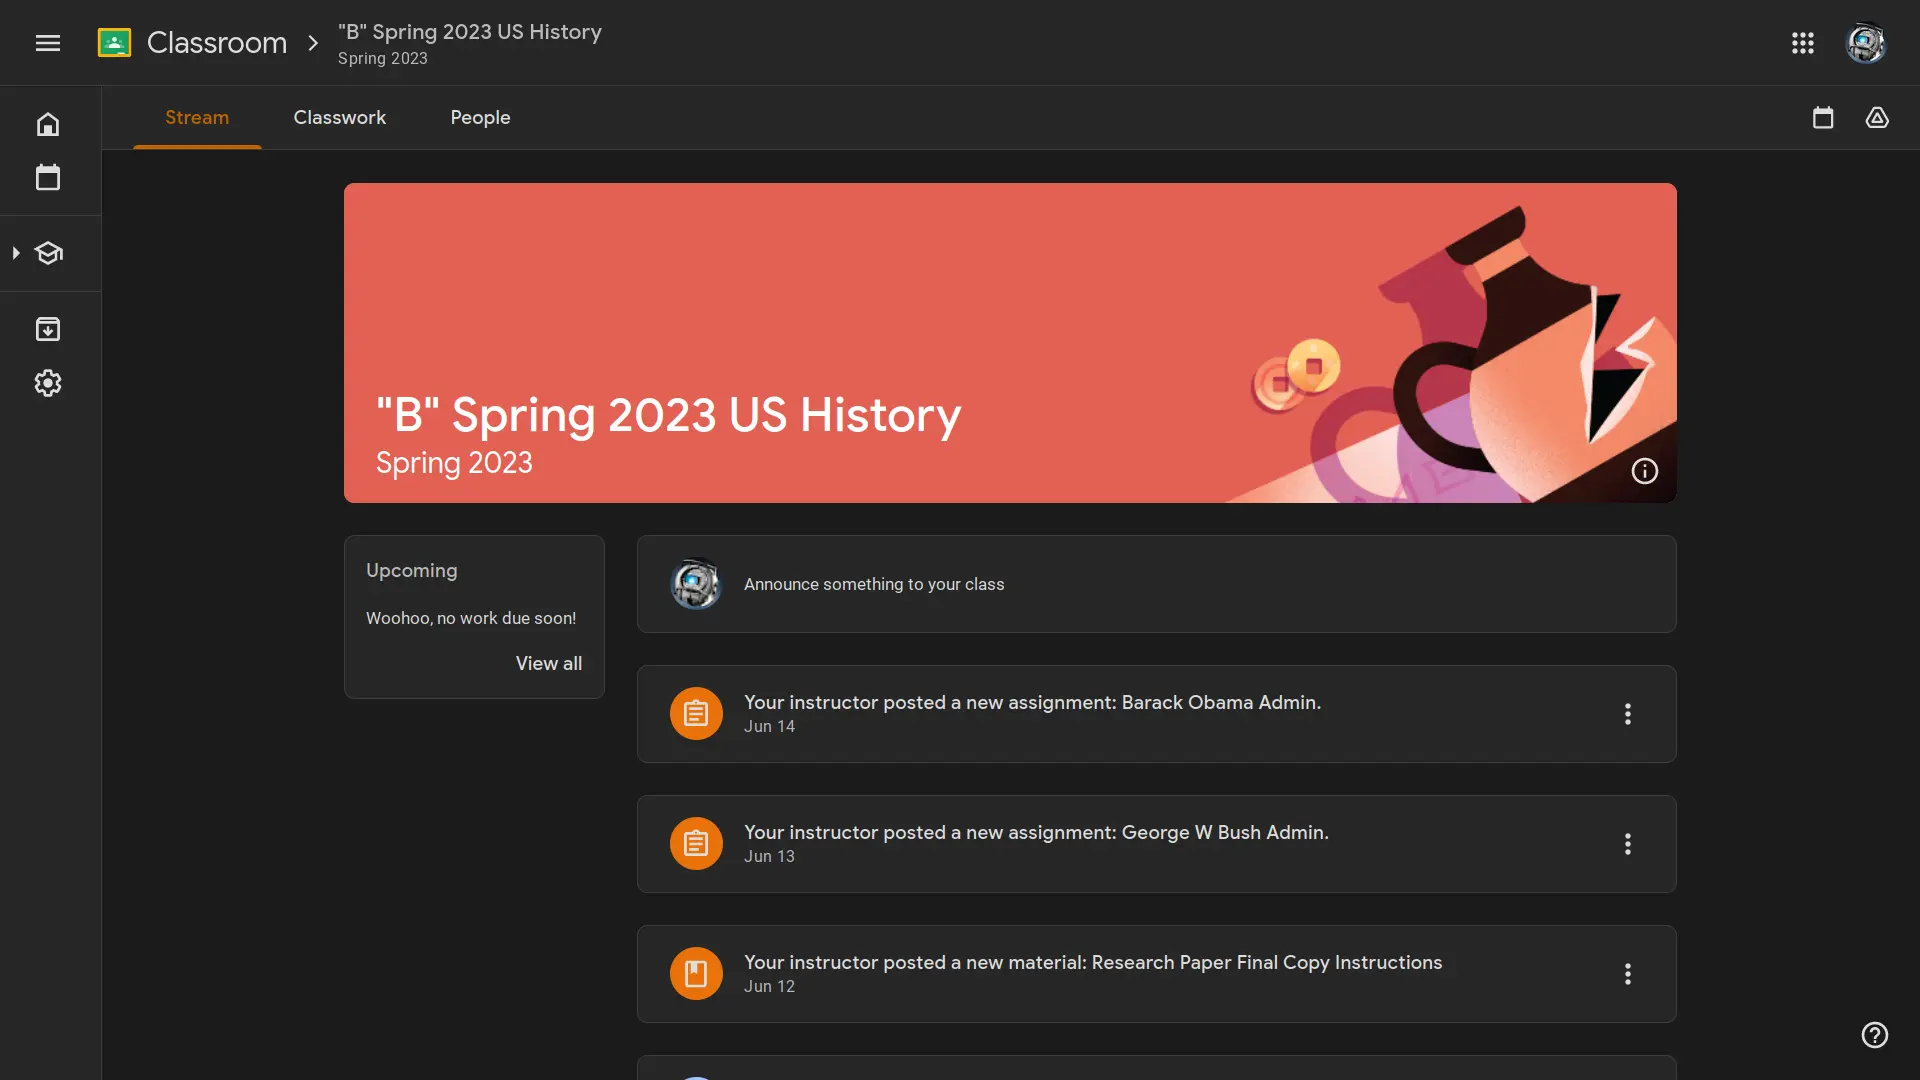 Classroom
"B" Spring 2023 US History
Spring 2023
Stream
Classwork
People
"B" Spring 2023 US History
Spring 2023
Upcoming
Woohoo, no work due soon!
View all
Announce something to your class
Your instructor posted a new assignment: Barack Obama Admin.
Jun 14
Your instructor posted a new assignment: George W Bush Admin.
Jun 13
Your instructor posted a new material: Research Paper Final Copy Instructions
Jun 12